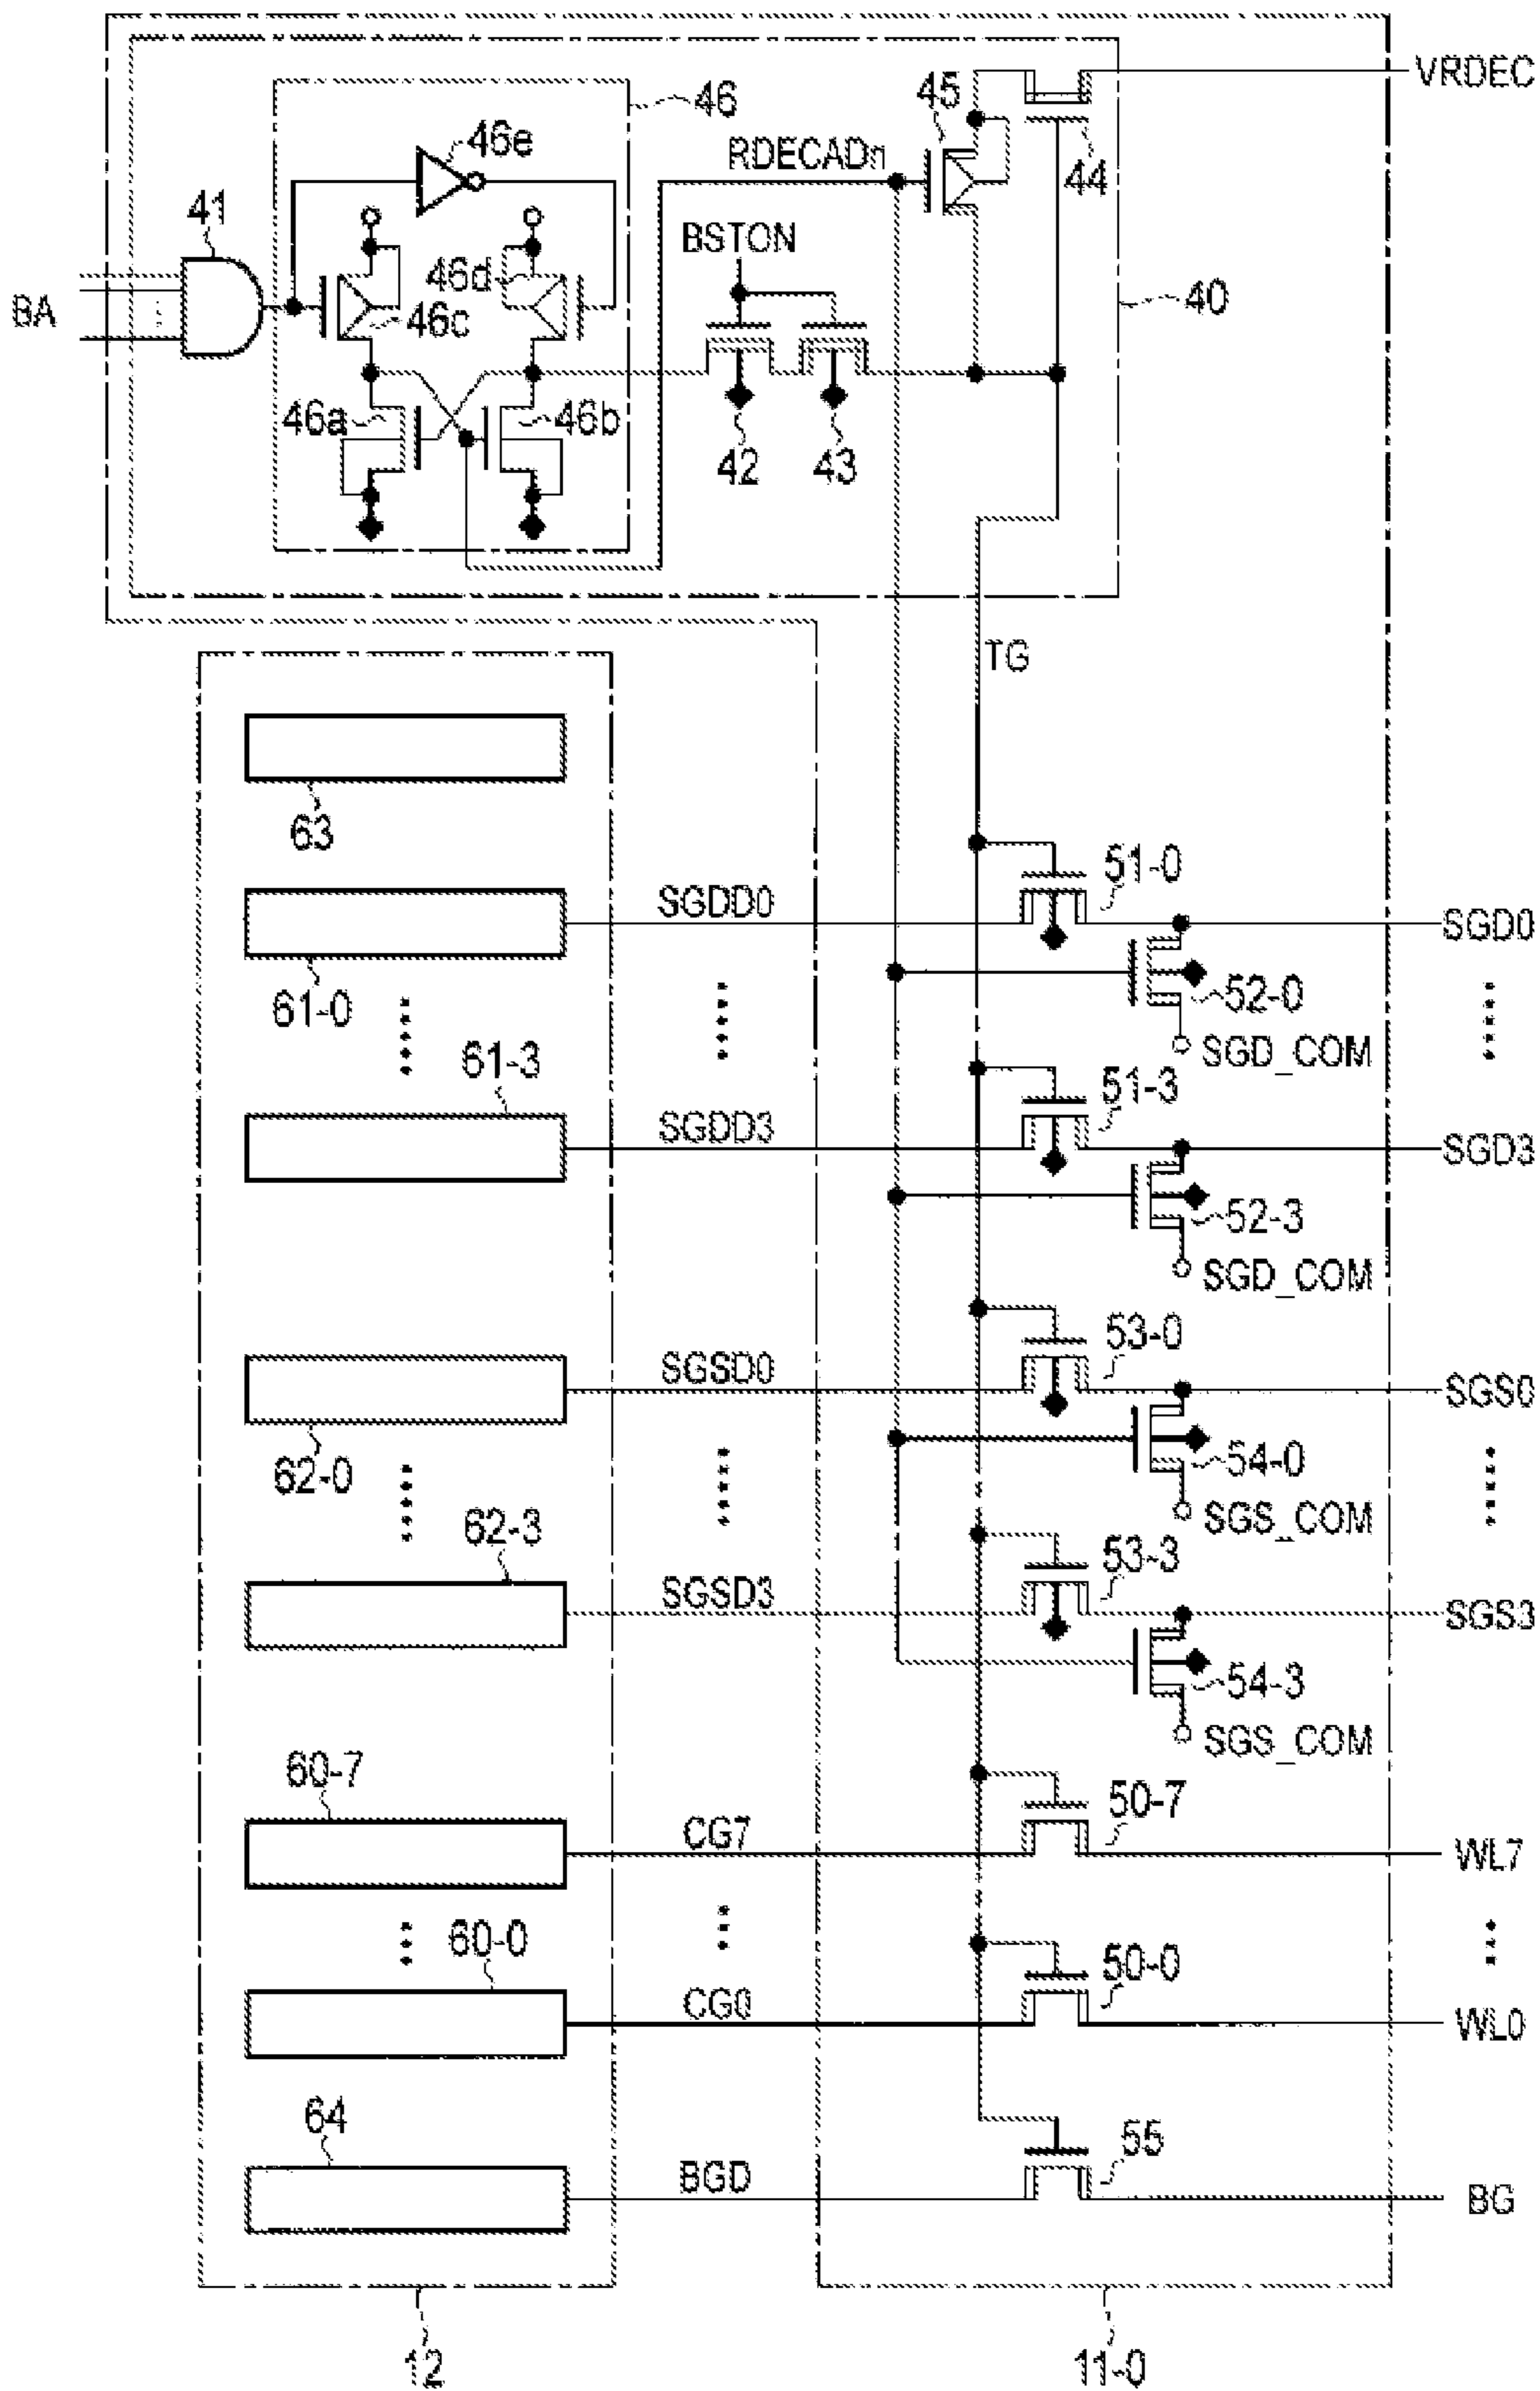 VRDEC
45
46
46e
RDECADn
44
41
BSTON
46d
40
BA
46c
46a
46b
42
43
TG
63
51-0
SGDD0
SGD0
52-0
61-0
SGD_COM
61-3
51-3
SGDD3
SGD3
52-3
SGD_COM
53-0
SGSD0
SGS0
54-0
62-0
SGS_COM
62-3
53-3
SGSD3
SGS3
54-3
SGS_COM
60-7
50-7
CG7
WL7
60-0
50-0
CG0
WL0
64
55
BGD
BG
12
11-0